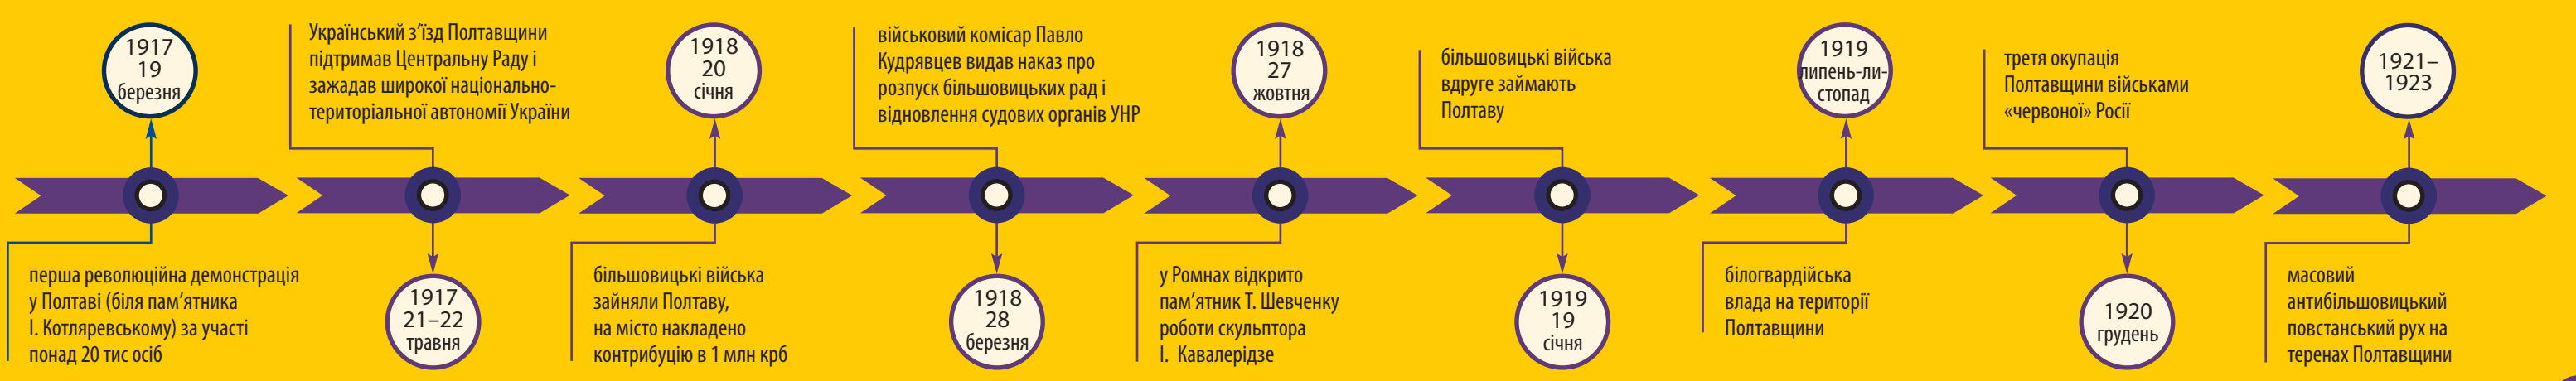 1917
19
березня
перша революційна демонстрація
у Полтаві (біля пам’ятника
І. Котляревському) за участі
понад 20 тис осіб
Український з’їзд Полтавщини
підтримав Центральну Раду і
зажадав широкої національно-
територіальної автономії України
1917
21–22
травня
1918
20
січня
більшовицькі війська
зайняли Полтаву,
на місто накладено
контрибуцію в 1 млн крб
військовий комісар Павло
Кудрявцев видав наказ про
розпуск більшовицьких рад і
відновлення судових органів УНР
1918
28
березня
1918
27
жовтня
у Ромнах відкрито
пам’ятник Т. Шевченку
роботи скульптора
І. Кавалерідзе
більшовицькі війська
вдруге займають
Полтаву
1919
19
січня
1919
липень-ли-
стопад
білогвардійська
влада на території
Полтавщини
третя окупація
Полтавщини військами
«червоної» Росії
1920
грудень
1921–
1923
масовий
антибільшовицький
повстанський рух на
теренах Полтавщини